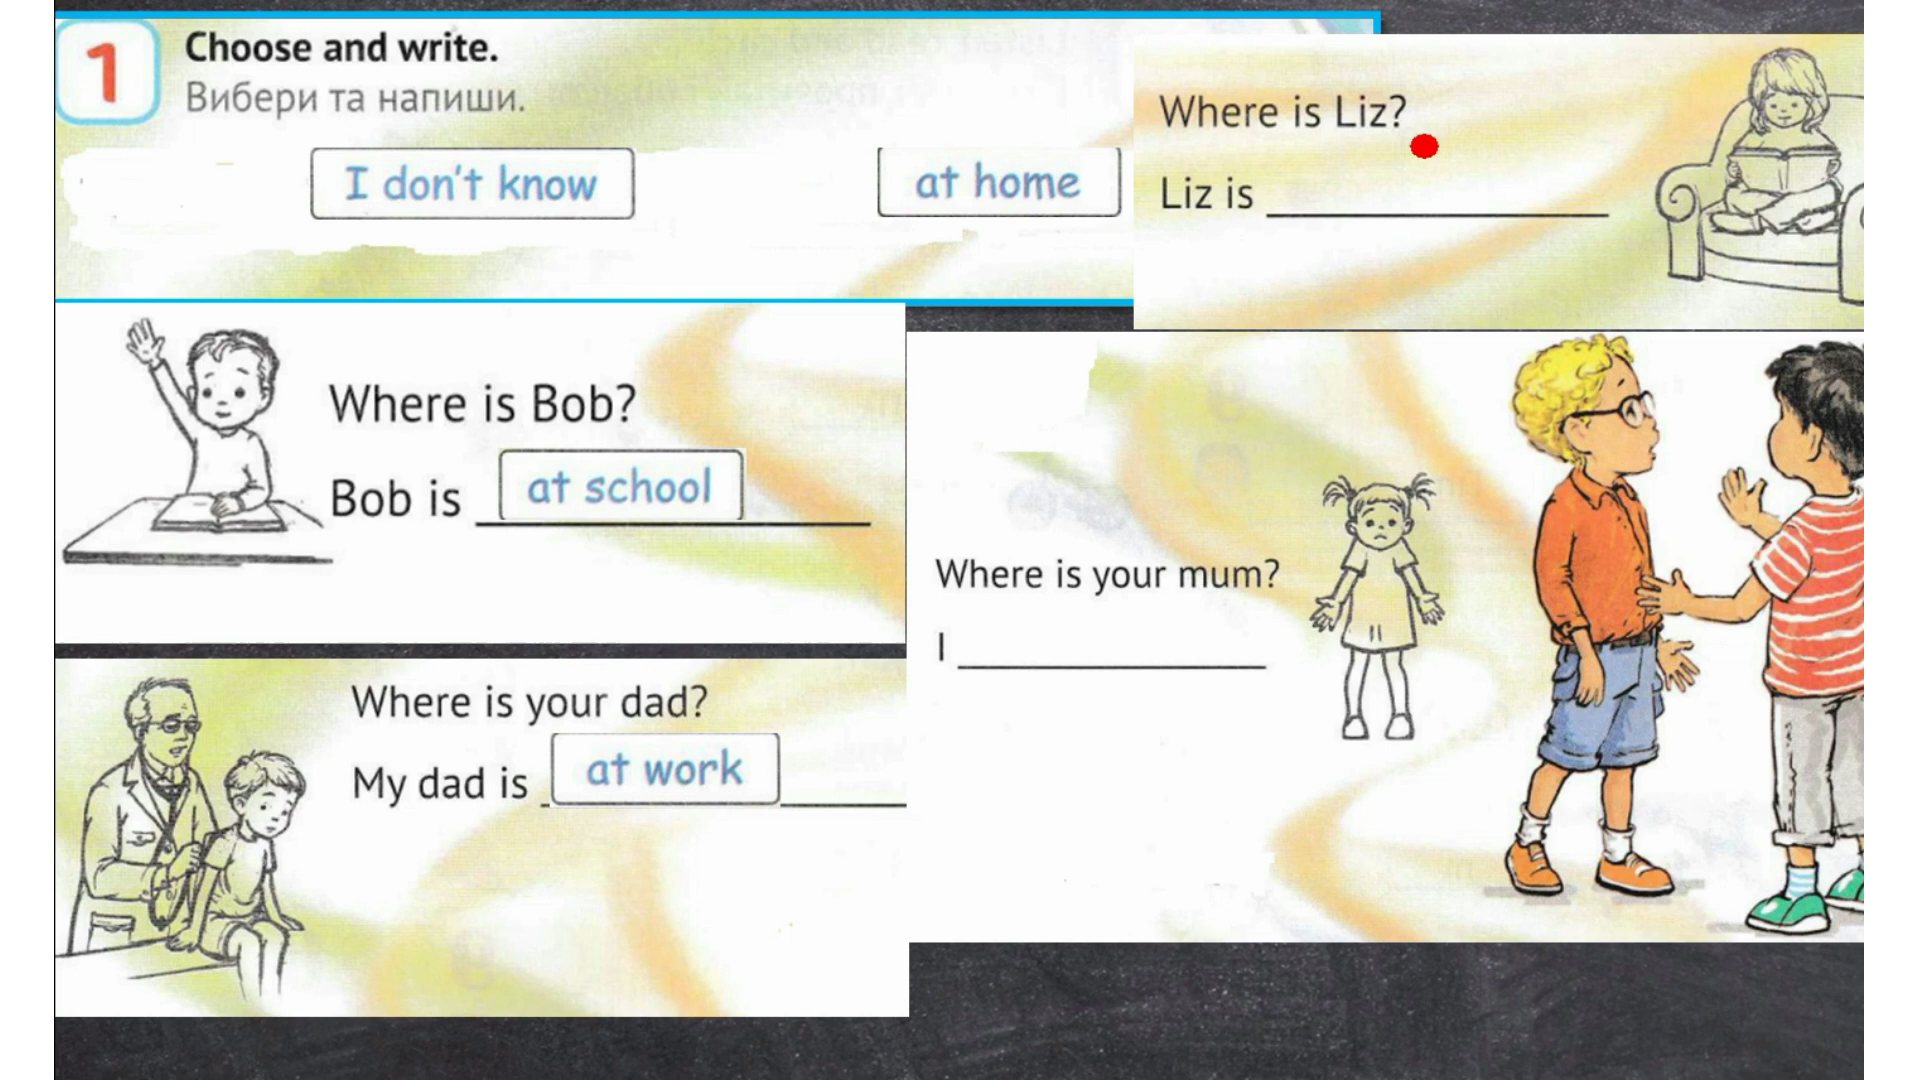 1
Choose and write.
Вибери та напиши.
I don't know
at home
Where is Liz?
Liz is
Where is Bob?
Bob is at school
Where is your mum?
I
Where is your dad?
My dad is at work